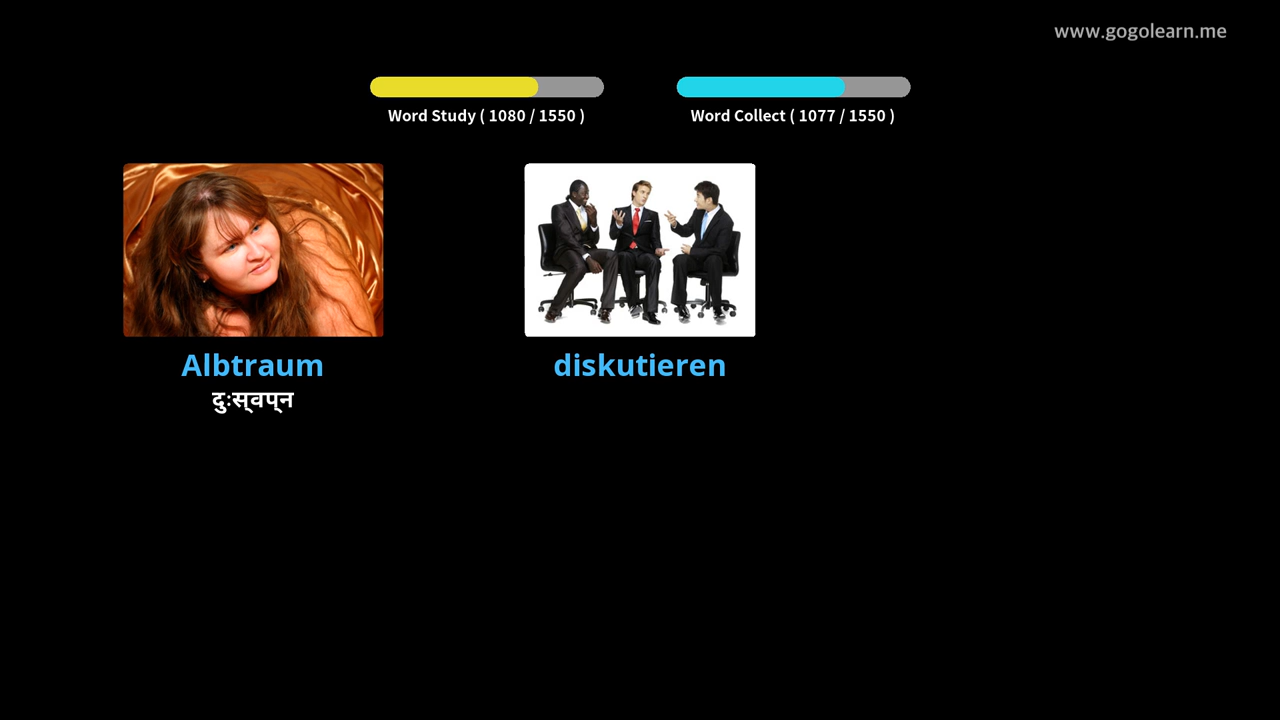 www.gogolearn.me
Word Study ( 1080 / 1550 )
Word Collect ( 1077 / 1550 )
Albtraum
diskutieren
दुःस्वप्न